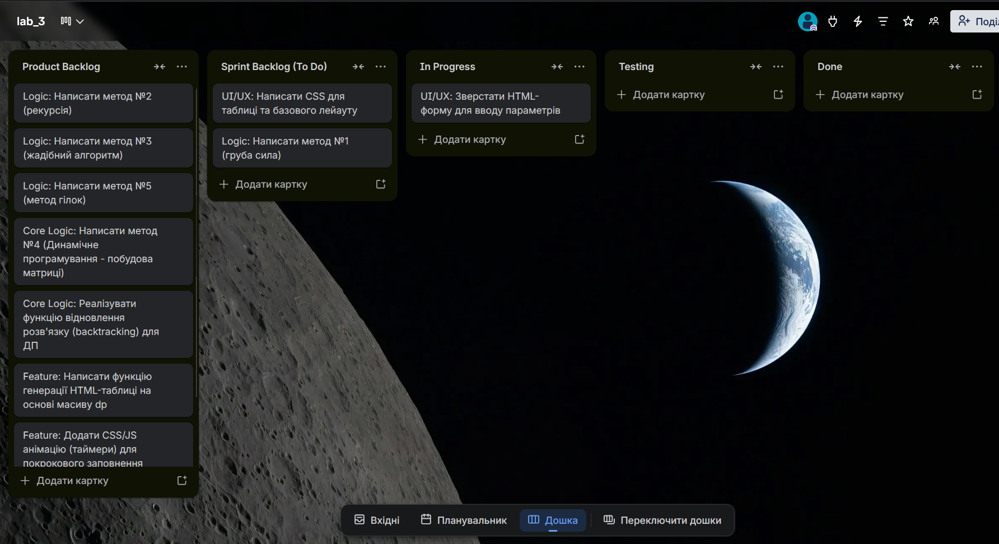 lab_3
Поділ
Product Backlog
Logic: Написати метод №2
(рекурсія)
Logic: Написати метод №3
(жадібний алгоритм)
Logic: Написати метод №5
(метод гілок)
Core Logic: Написати метод
№4 (Динамічне
програмування - побудова
матриці)
Core Logic: Реалізувати
функцію відновлення
розв'язку (backtracking) для
ДП
Feature: Написати функцію
генерації HTML-таблиці на
основі масиву dp
Feature: Додати CSS/JS
анімацію (таймери) для
покрокового заповнення
Додати картку
Sprint Backlog (To Do)
UI/UX: Написати CSS для
таблиці та базового лейауту
Logic: Написати метод №1
(груба сила)
Додати картку
In Progress
UI/UX: Зверстати HTML-
форму для вводу параметрів
Додати картку
Testing
Додати картку
Done
Додати картку
Вхідні
Планувальник
Дошка
Переключити дошки